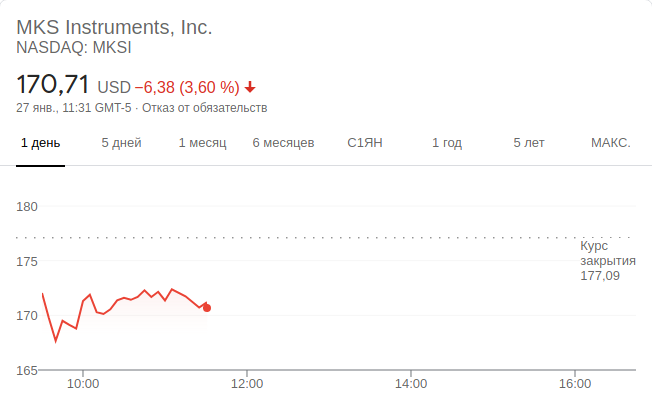 MKS Instruments, Inc.
NASDAQ: MKSI
170,71 USD −6,38 (3,60 %)
27 янв., 11:31 GMT-5 · Отказ от обязательств
1 день 5 дней 1 месяц 6 месяцев С1ЯН 1 год 5 лет МАКС.
180
175
170
165
Курс
закрытия
177,09
10:00 12:00 14:00 16:00